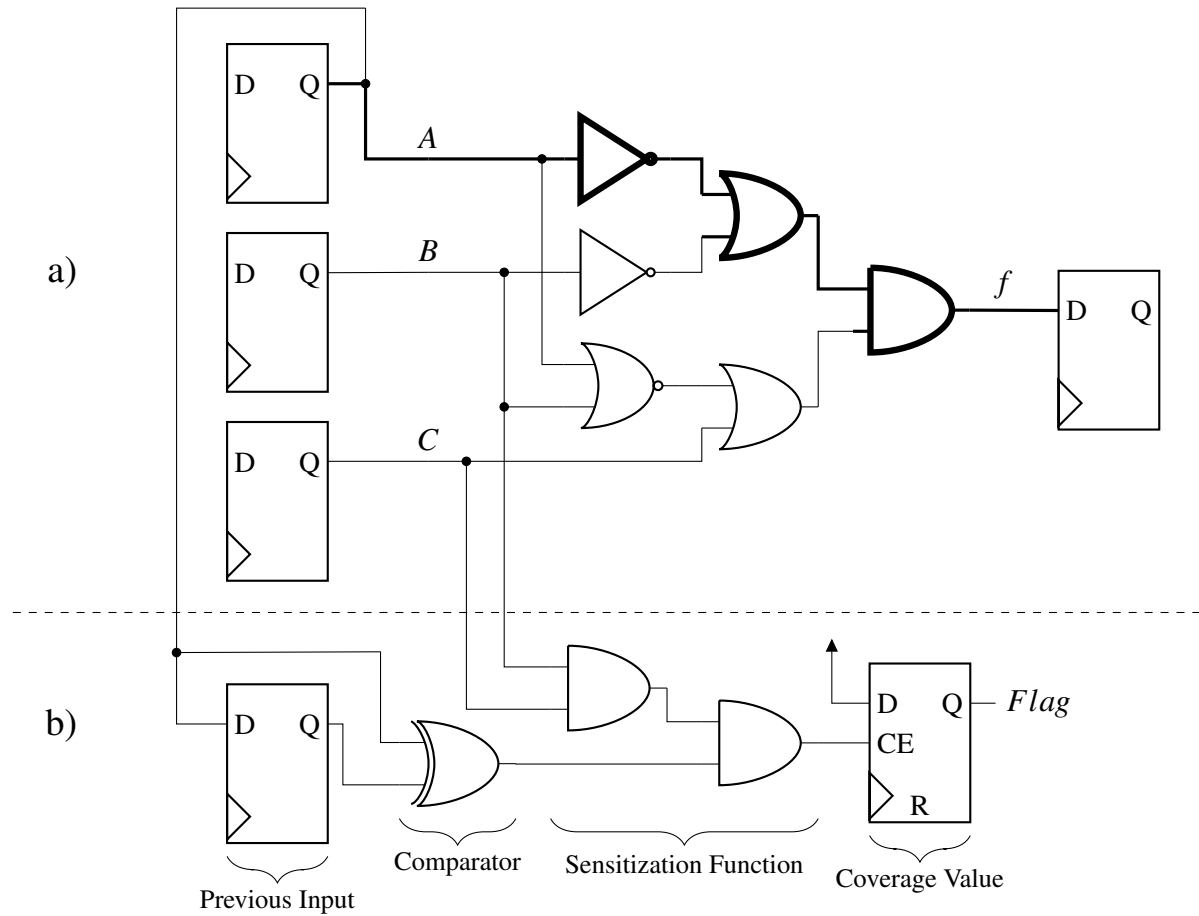 D Q
A
a)
B
f
D Q
D Q
C
D Q
D Q
b)
D Q
D Q
Flag
CE
R
Comparator
Sensitization Function
Coverage Value
Previous Input